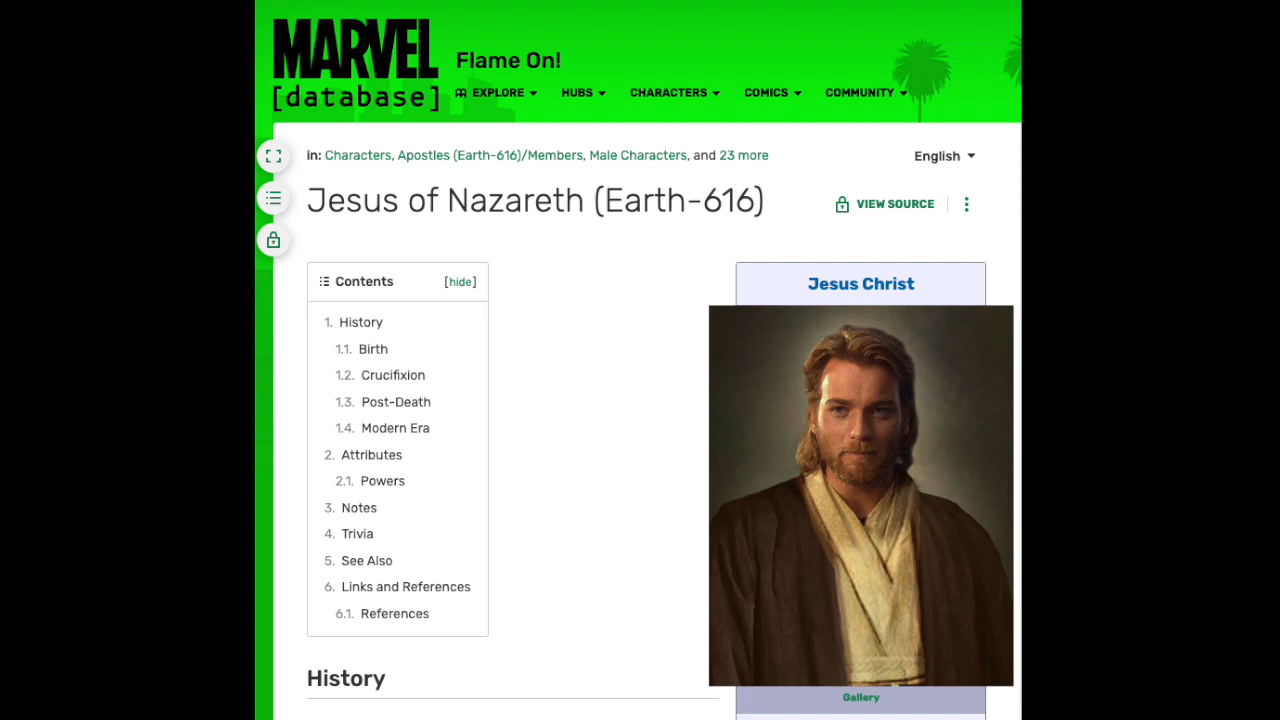 MARVEL
[database]
Flame On!
EXPLORE HUBS CHARACTERS COMICS COMMUNITY
in: Characters, Apostles (Earth-616)/Members, Male Characters, and 23 more
English
Jesus of Nazareth (Earth-616)
VIEW SOURCE
Contents [hide]
1. History
1.1. Birth
1.2. Crucifixion
1.3. Post-Death
1.4. Modern Era
2. Attributes
2.1. Powers
3. Notes
4. Trivia
5. See Also
6. Links and References
6.1. References
Jesus Christ
Gallery
History